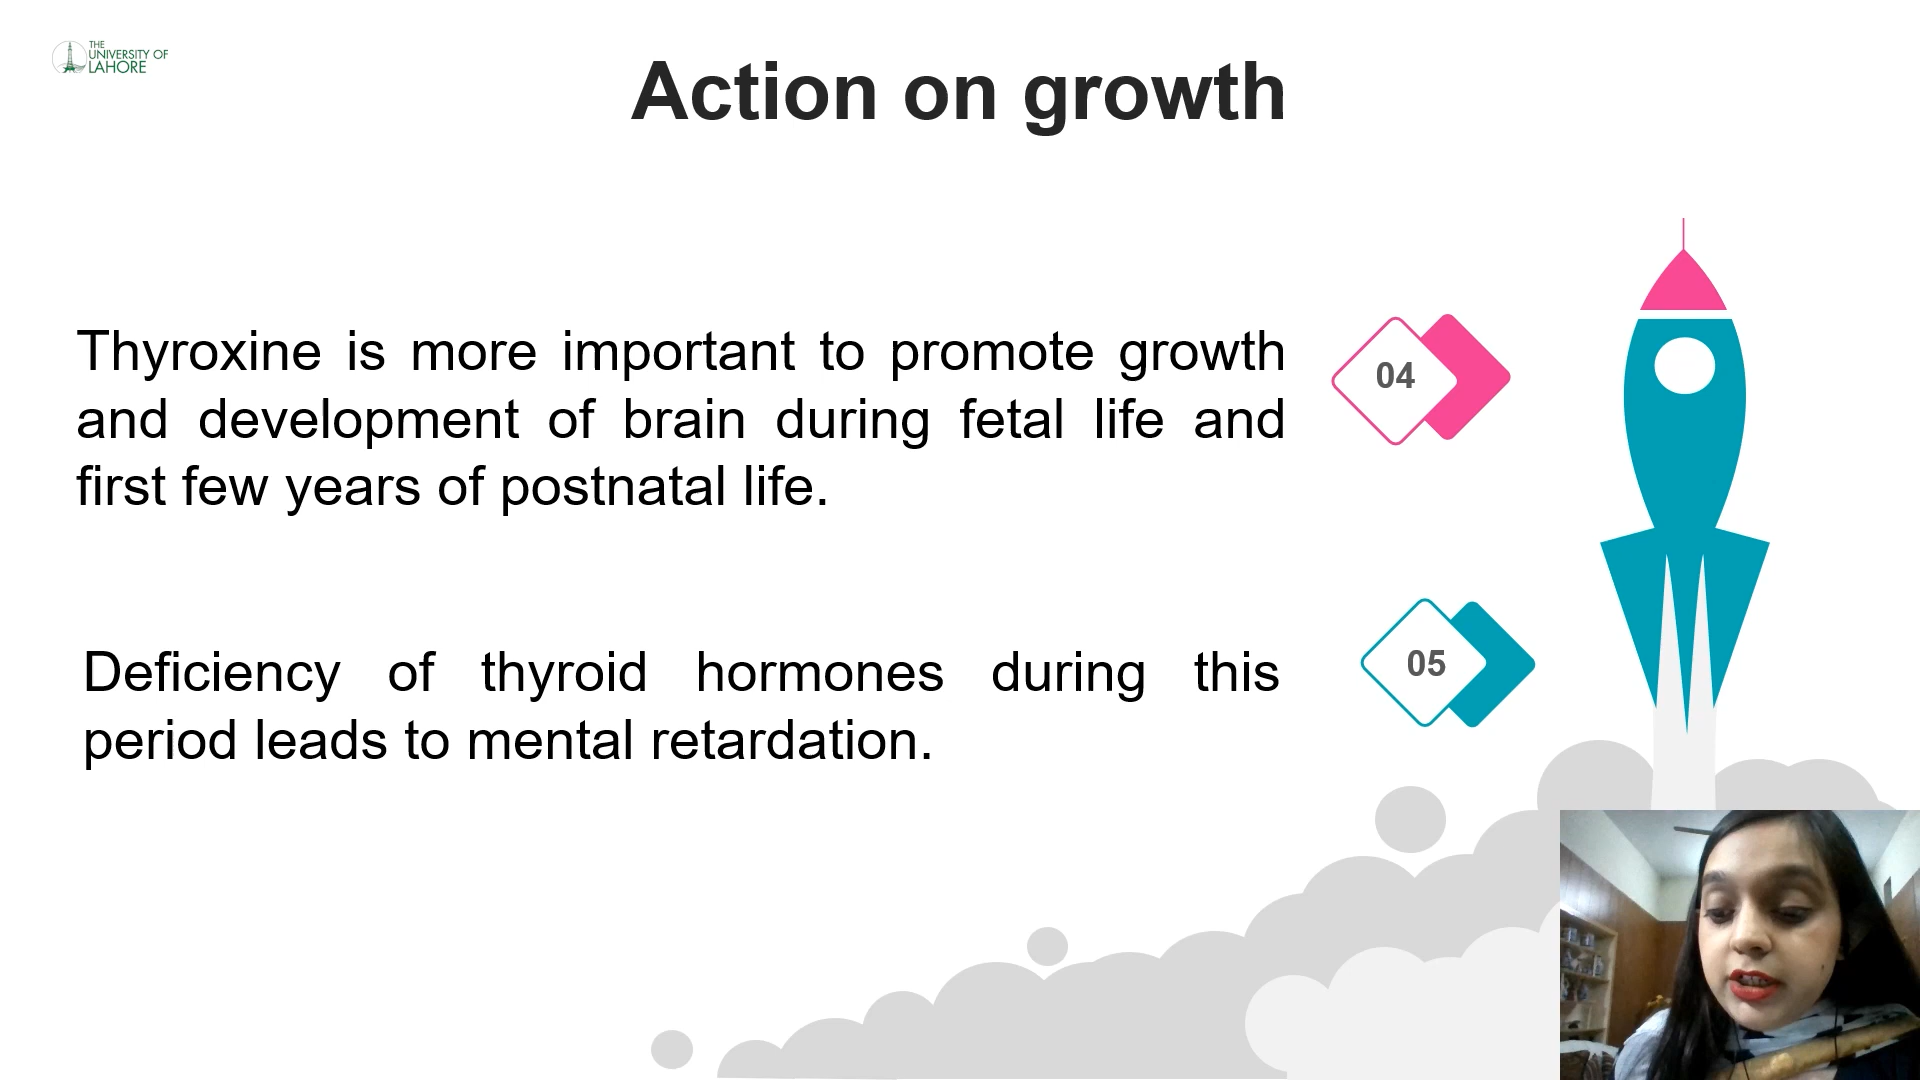 THE
UNIVERSITY OF
LAHORE
Action on growth
Thyroxine is more important to promote growth
and development of brain during fetal life and
first few years of postnatal life.
04
Deficiency of thyroid hormones during this
period leads to mental retardation.
05